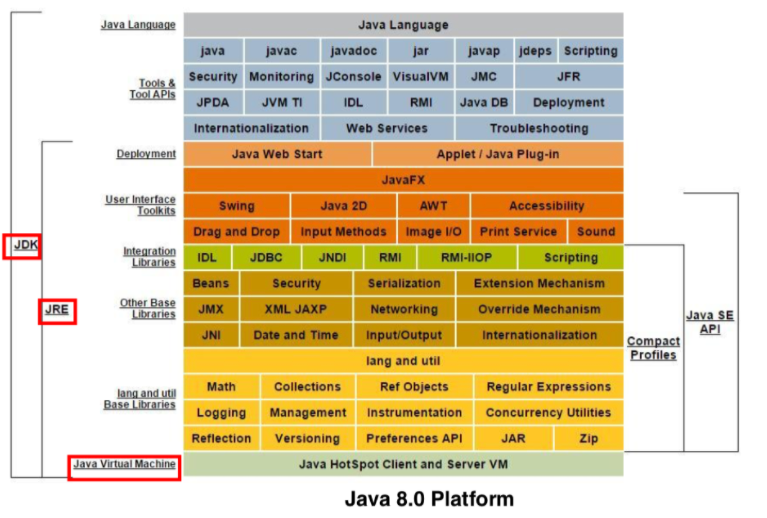 Java Language Java Language
java javac javadoc jar javap jdeps Scripting
Tools & Tool APIs
Security Monitoring JConsole VisualVM JMC JFR
JPDA JVM TI IDL RMI Java DB Deployment
Internationalization Web Services Troubleshooting
Deployment Java Web Start Applet / Java Plug-in
JavaFX
User Interface Toolkits
Swing Java 2D AWT Accessibility
Drag and Drop Input Methods Image I/O Print Service Sound
JDK
Integration Libraries
IDL JDBC JNDI RMI RMI-IIOP Scripting
Beans Security Serialization Extension Mechanism
JRE
Other Base Libraries
JMX XML JAXP Networking Override Mechanism
Java SE API
JNI Date and Time Input/Output Internationalization
Compact Profiles
lang and util
lang and util Base Libraries
Math Collections Ref Objects Regular Expressions
Logging Management Instrumentation Concurrency Utilities
Reflection Versioning Preferences API JAR Zip
Java Virtual Machine Java HotSpot Client and Server VM
Java 8.0 Platform